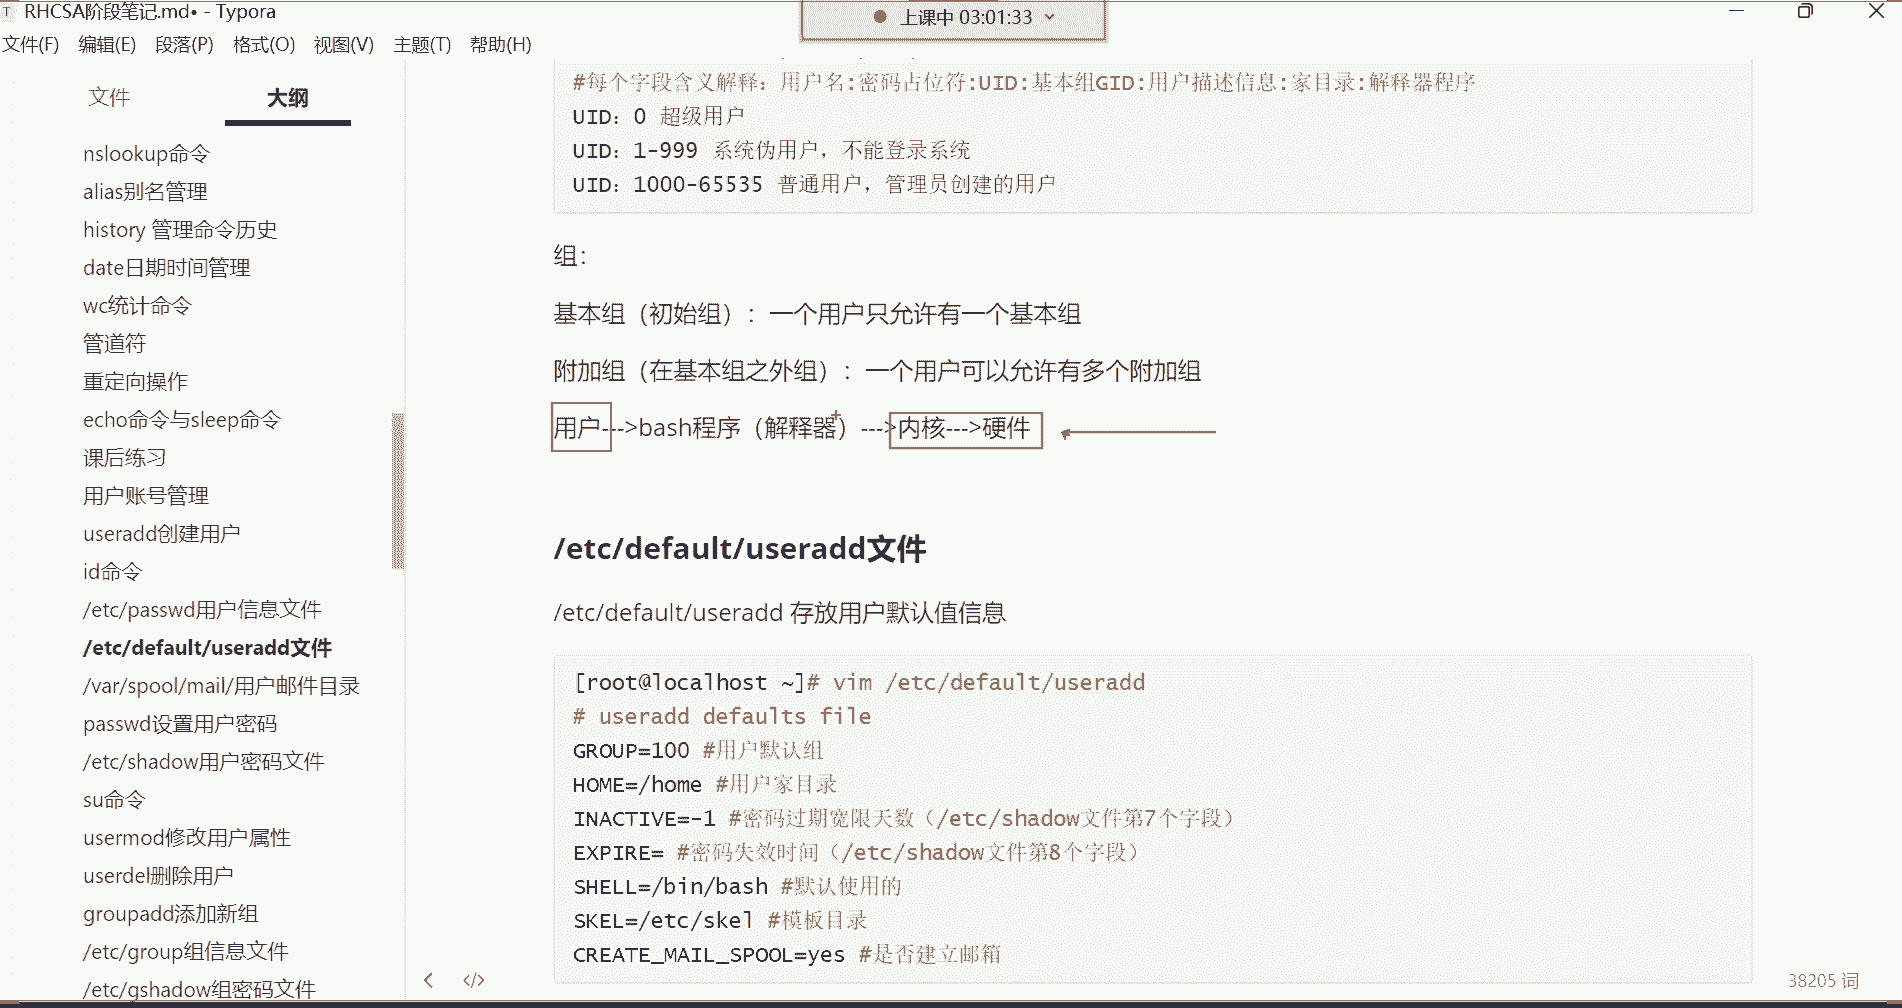 RHCSA阶段笔记.md• - Typora
上课中 03:01:33
文件(F) 编辑(E) 段落(P) 格式(O) 视图(V) 主题(T) 帮助(H)
文件 大纲
nslookup命令
alias别名管理
history 管理命令历史
date日期时间管理
wc统计命令
管道符
重定向操作
echo命令与sleep命令
课后练习
用户账号管理
useradd创建用户
id命令
/etc/passwd用户信息文件
/etc/default/useradd文件
/var/spool/mail/用户邮件目录
passwd设置用户密码
/etc/shadow用户密码文件
su命令
usermod修改用户属性
userdel删除用户
groupadd添加新组
/etc/group组信息文件
/etc/gshadow组密码文件
#每个字段含义解释：用户名:密码占位符:UID:基本组GID:用户描述信息:家目录:解释器程序
UID：0 超级用户
UID：1-999 系统伪用户，不能登录系统
UID：1000-65535 普通用户，管理员创建的用户
组：
基本组（初始组）：一个用户只允许有一个基本组
附加组（在基本组之外组）：一个用户可以允许有多个附加组
用户--->bash程序（解释器）--->内核--->硬件
/etc/default/useradd文件
/etc/default/useradd 存放用户默认值信息
[root@localhost ~]# vim /etc/default/useradd
# useradd defaults file
GROUP=100 #用户默认组
HOME=/home #用户家目录
INACTIVE=-1 #密码过期宽限天数（/etc/shadow文件第7个字段）
EXPIRE= #密码失效时间（/etc/shadow文件第8个字段）
SHELL=/bin/bash #默认使用的
SKEL=/etc/skel #模板目录
CREATE_MAIL_SPOOL=yes #是否建立邮箱
38205 词